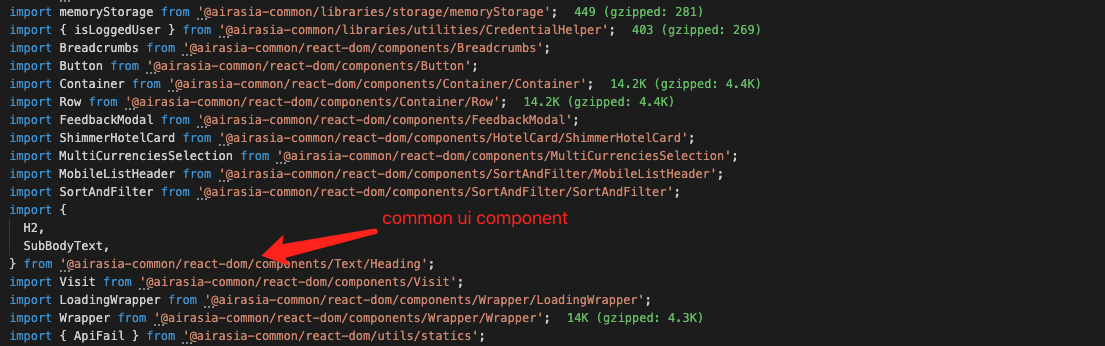 import memoryStorage from '@airasia-common/libraries/storage/memoryStorage'; 449 (gzipped: 281)
import { isLoggedUser } from '@airasia-common/libraries/utilities/CredentialHelper'; 403 (gzipped: 269)
import Breadcrumbs from '@airasia-common/react-dom/components/Breadcrumbs';
import Button from '@airasia-common/react-dom/components/Button';
import Container from '@airasia-common/react-dom/components/Container/Container'; 14.2K (gzipped: 4.4K)
import Row from '@airasia-common/react-dom/components/Container/Row'; 14.2K (gzipped: 4.4K)
import FeedbackModal from '@airasia-common/react-dom/components/FeedbackModal';
import ShimmerHotelCard from '@airasia-common/react-dom/components/HotelCard/ShimmerHotelCard';
import MultiCurrenciesSelection from '@airasia-common/react-dom/components/MultiCurrenciesSelection';
import MobileListHeader from '@airasia-common/react-dom/components/SortAndFilter/MobileListHeader';
import SortAndFilter from '@airasia-common/react-dom/components/SortAndFilter/SortAndFilter';
import {
common ui component
H2,
SubBodyText,
} from '@airasia-common/react-dom/components/Text/Heading';
import Visit from '@airasia-common/react-dom/components/Visit';
import LoadingWrapper from '@airasia-common/react-dom/components/Wrapper/LoadingWrapper';
import Wrapper from '@airasia-common/react-dom/components/Wrapper/Wrapper'; 14K (gzipped: 4.3K)
import { ApiFail } from '@airasia-common/react-dom/utils/statics';